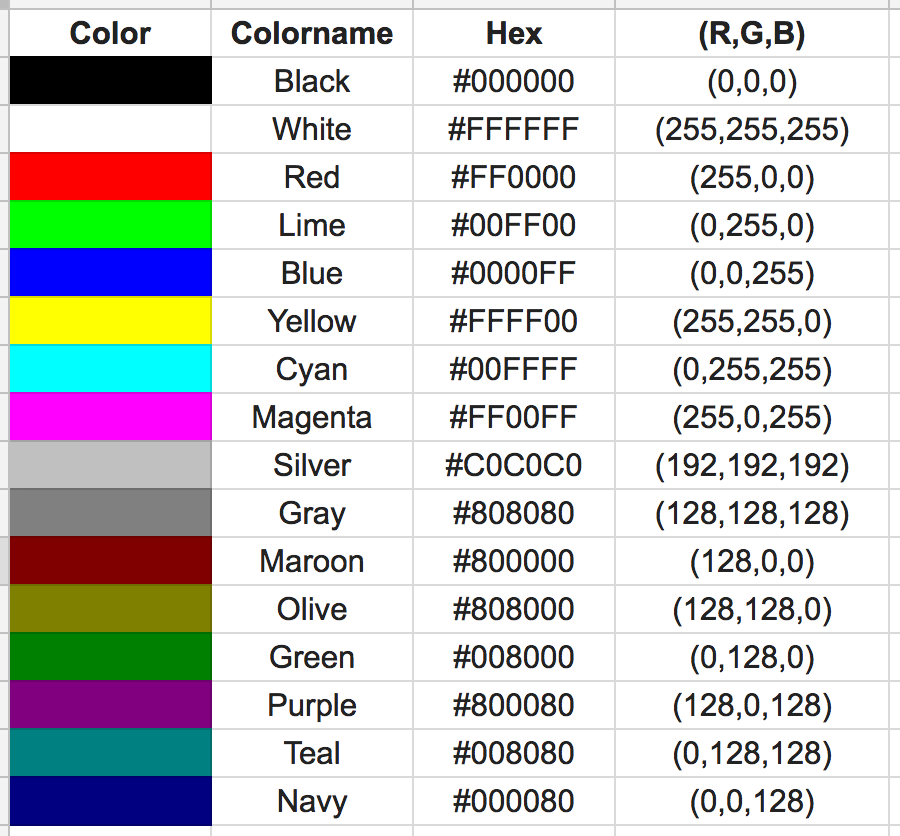 Color Colorname Hex (R,G,B)
Black #000000 (0,0,0)
White #FFFFFF (255,255,255)
Red #FF0000 (255,0,0)
Lime #00FF00 (0,255,0)
Blue #0000FF (0,0,255)
Yellow #FFFF00 (255,255,0)
Cyan #00FFFF (0,255,255)
Magenta #FF00FF (255,0,255)
Silver #C0C0C0 (192,192,192)
Gray #808080 (128,128,128)
Maroon #800000 (128,0,0)
Olive #808000 (128,128,0)
Green #008000 (0,128,0)
Purple #800080 (128,0,128)
Teal #008080 (0,128,128)
Navy #000080 (0,0,128)